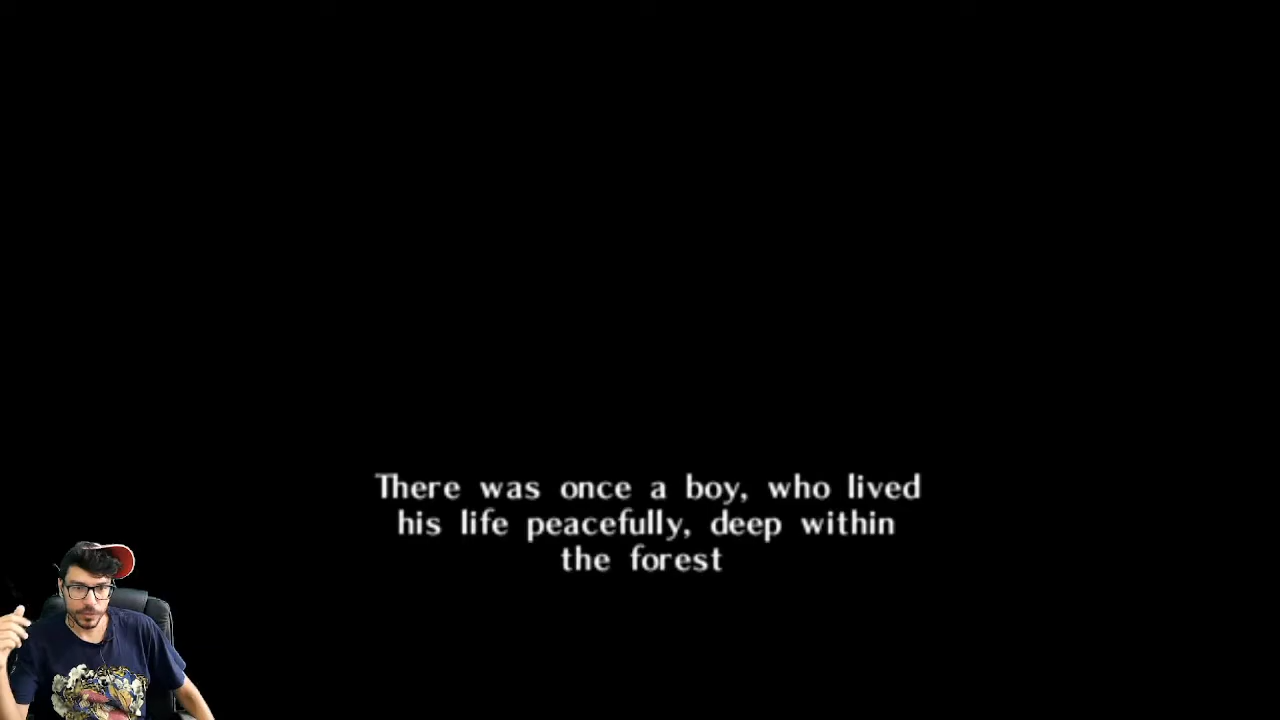 There was once a boy, who lived
his life peacefully, deep within
the forest